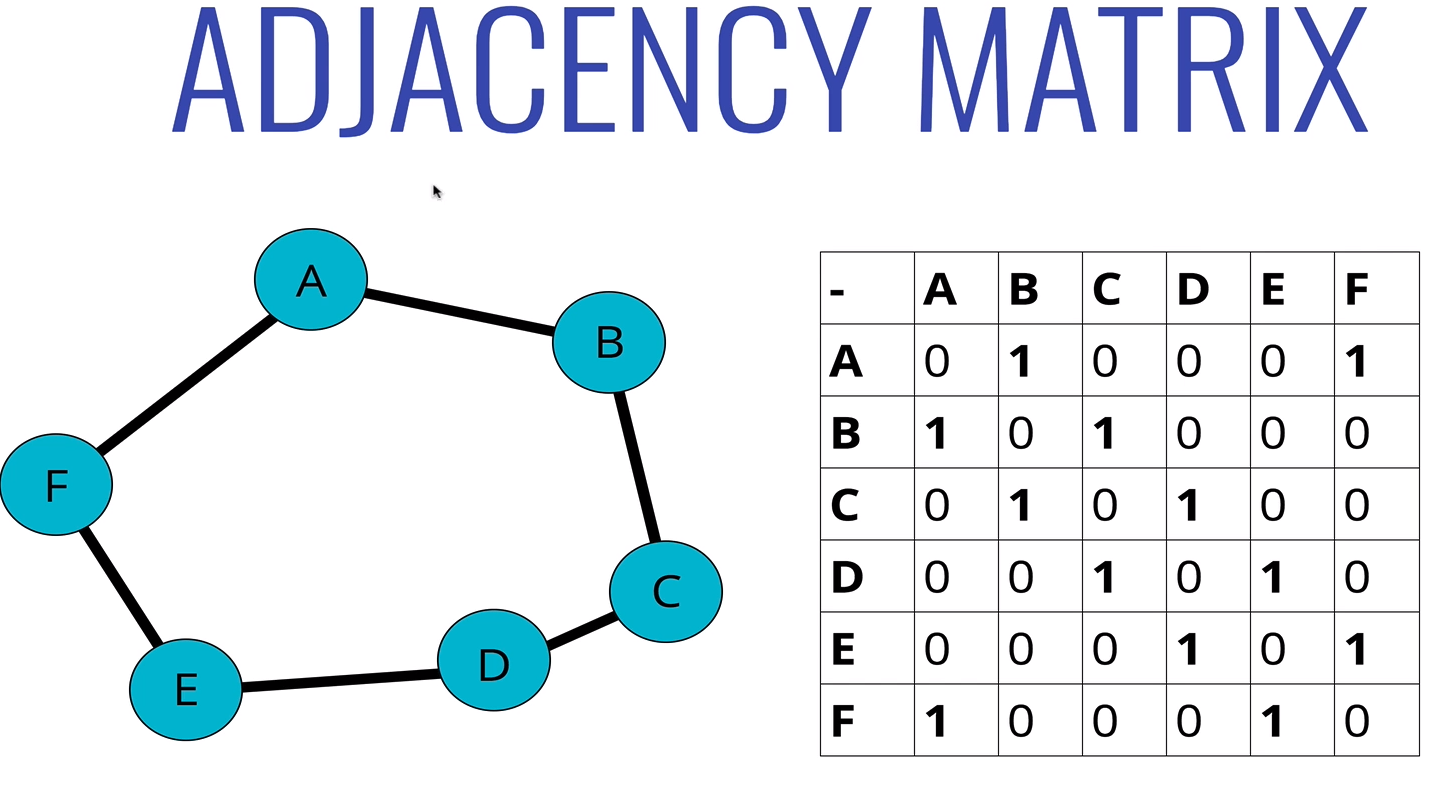 ADJACENCY MATRIX
A
B
F
C
D
E
- A B C D E F
A 0 1 0 0 0 1
B 1 0 1 0 0 0
C 0 1 0 1 0 0
D 0 0 1 0 1 0
E 0 0 0 1 0 1
F 1 0 0 0 1 0